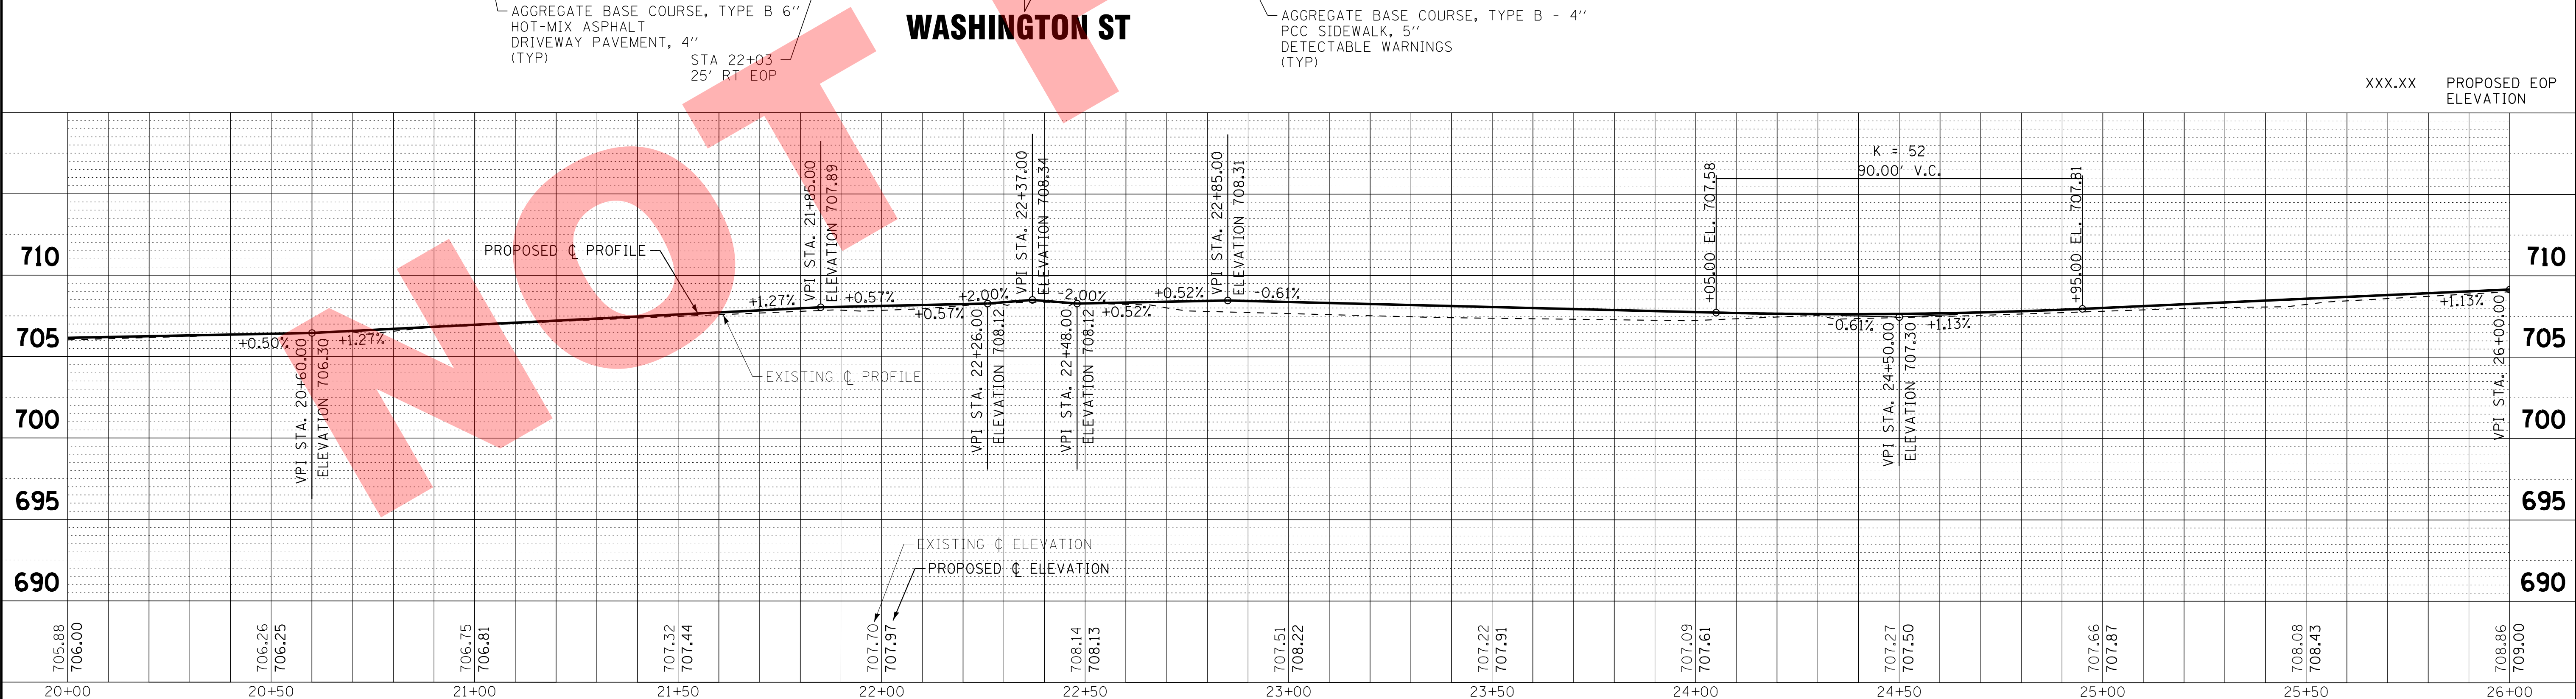 AGGREGATE BASE COURSE, TYPE B 6"
HOT-MIX ASPHALT
DRIVEWAY PAVEMENT, 4"
(TYP)
STA 22+03
25' RT EOP
WASHINGTON ST
AGGREGATE BASE COURSE, TYPE B - 4"
PCC SIDEWALK, 5"
DETECTABLE WARNINGS
(TYP)
XXX.XX PROPOSED EOP
ELEVATION
NOT
710
705
700
695
690
PROPOSED ℄ PROFILE
EXISTING ℄ PROFILE
+0.50%
VPI STA. 20+60.00
ELEVATION 706.30
+1.27%
+1.27%
VPI STA. 21+85.00
ELEVATION 707.89
+0.57%
+0.57%
VPI STA. 22+26.00
ELEVATION 708.12
+2.00%
VPI STA. 22+37.00
ELEVATION 708.34
-2.00%
VPI STA. 22+48.00
ELEVATION 708.12
+0.52%
+0.52%
VPI STA. 22+85.00
ELEVATION 708.31
-0.61%
+05.00 EL. 707.58
K = 52
90.00' V.C.
+95.00 EL. 707.81
-0.61%
VPI STA. 24+50.00
ELEVATION 707.30
+1.13%
+1.13%
VPI STA. 26+00.00
710
705
700
695
690
EXISTING ℄ ELEVATION
PROPOSED ℄ ELEVATION
705.88
706.00
706.26
706.25
706.75
706.81
707.32
707.44
707.70
707.97
708.14
708.13
707.51
708.22
707.22
707.91
707.09
707.61
707.27
707.50
707.66
707.87
708.08
708.43
708.86
709.00
20+00 20+50 21+00 21+50 22+00 22+50 23+00 23+50 24+00 24+50 25+00 25+50 26+00